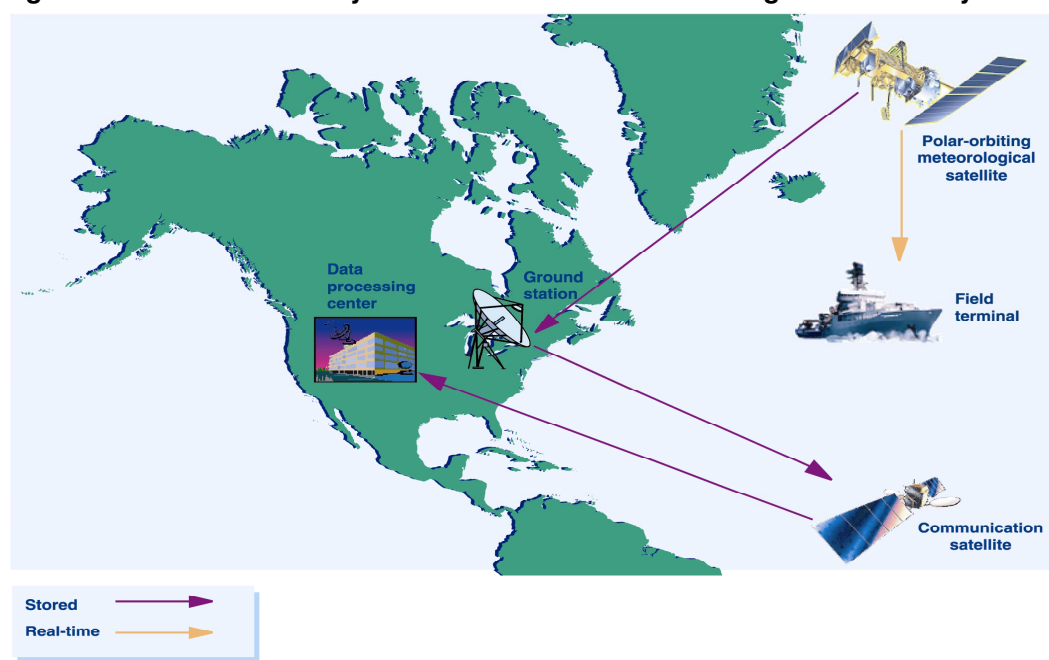 Polar-orbiting
meteorological
satellite
Data
processing
center
Ground
station
Field
terminal
Communication
satellite
Stored
Real-time